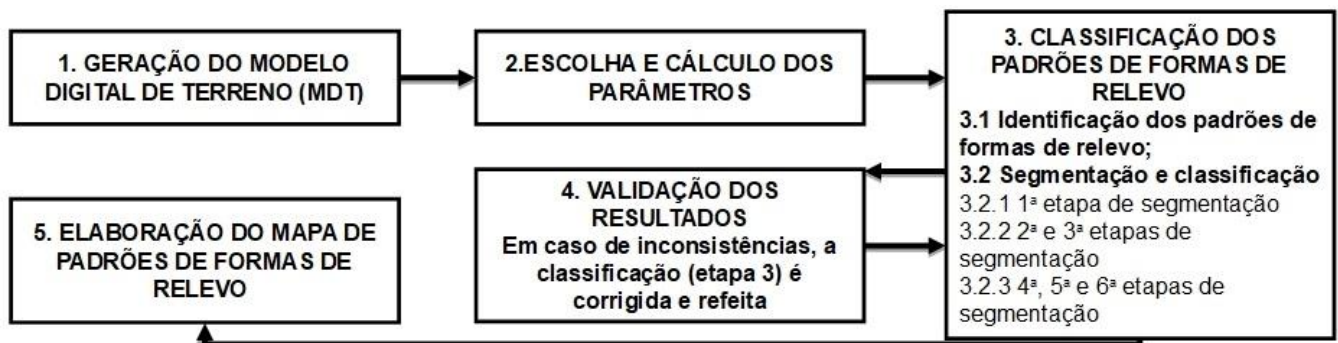 1. GERAÇÃO DO MODELO
DIGITAL DE TERRENO (MDT)
2.ESCOLHA E CÁLCULO DOS
PARÂMETROS
3. CLASSIFICAÇÃO DOS
PADRÕES DE FORMAS DE
RELEVO
3.1 Identificação dos padrões de
formas de relevo;
3.2 Segmentação e classificação
3.2.1 1ª etapa de segmentação
3.2.2 2ª e 3ª etapas de
segmentação
3.2.3 4ª, 5ª e 6ª etapas de
segmentação
4. VALIDAÇÃO DOS
RESULTADOS
Em caso de inconsistências, a
classificação (etapa 3) é
corrigida e refeita
5. ELABORAÇÃO DO MAPA DE
PADRÕES DE FORMAS DE
RELEVO